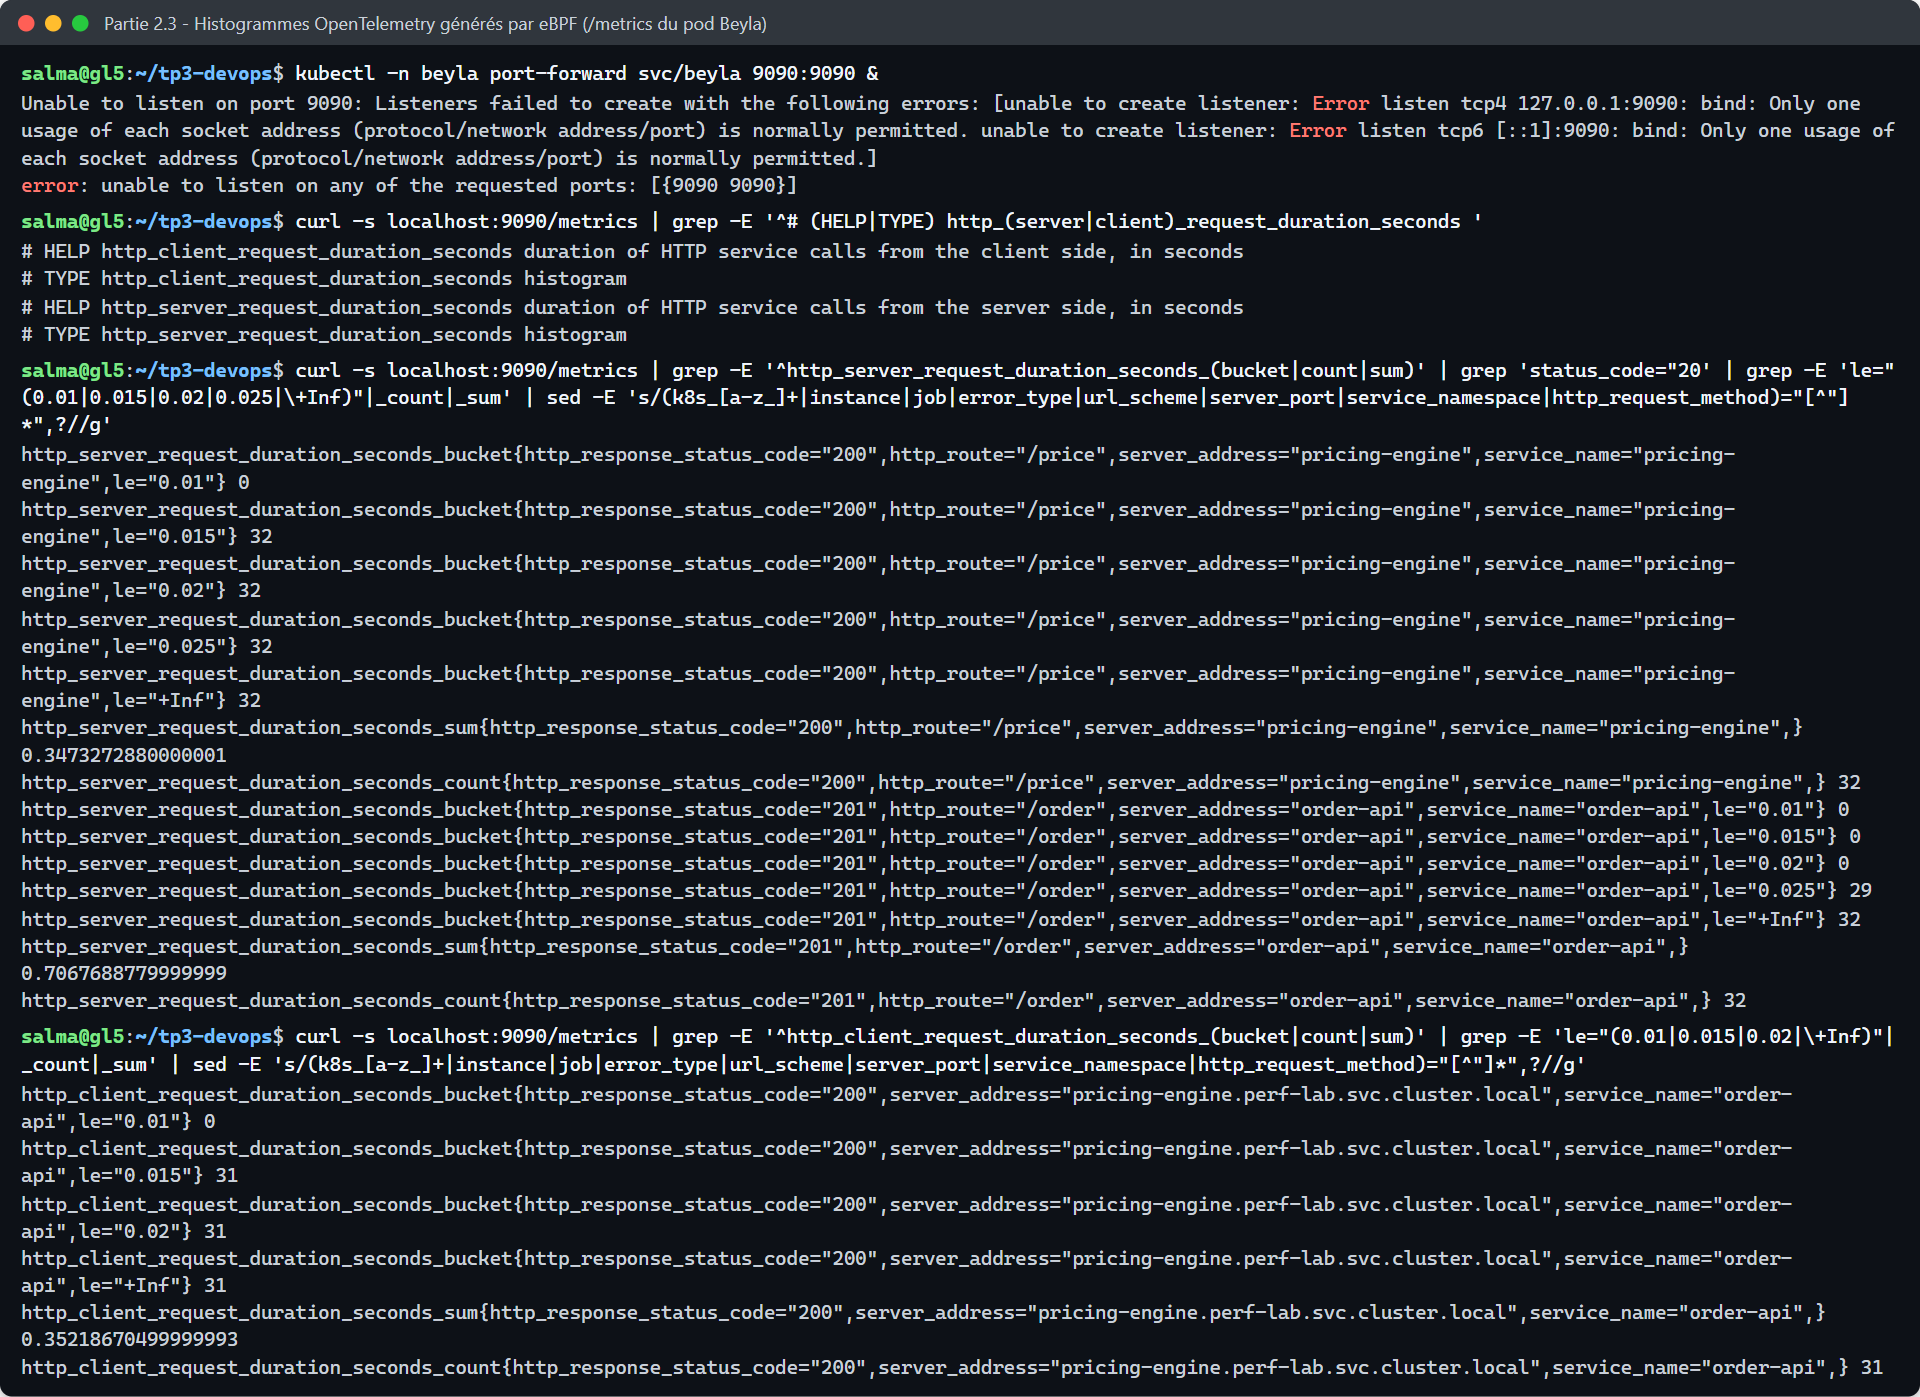 Partie 2.3 - Histogrammes OpenTelemetry générés par eBPF (/metrics du pod Beyla)
salma@gl5:~/tp3-devops$ kubectl -n beyla port-forward svc/beyla 9090:9090 &
Unable to listen on port 9090: Listeners failed to create with the following errors: [unable to create listener: Error listen tcp4 127.0.0.1:9090: bind: Only one
usage of each socket address (protocol/network address/port) is normally permitted. unable to create listener: Error listen tcp6 [::1]:9090: bind: Only one usage of
each socket address (protocol/network address/port) is normally permitted.]
error: unable to listen on any of the requested ports: [{9090 9090}]
salma@gl5:~/tp3-devops$ curl -s localhost:9090/metrics | grep -E '^# (HELP|TYPE) http_(server|client)_request_duration_seconds '
# HELP http_client_request_duration_seconds duration of HTTP service calls from the client side, in seconds
# TYPE http_client_request_duration_seconds histogram
# HELP http_server_request_duration_seconds duration of HTTP service calls from the server side, in seconds
# TYPE http_server_request_duration_seconds histogram
salma@gl5:~/tp3-devops$ curl -s localhost:9090/metrics | grep -E '^http_server_request_duration_seconds_(bucket|count|sum)' | grep 'status_code="20' | grep -E 'le="
(0.01|0.015|0.02|0.025|\+Inf)"|_count|_sum' | sed -E 's/(k8s_[a-z_]+|instance|job|error_type|url_scheme|server_port|service_namespace|http_request_method)="[^"]
*",?//g'
http_server_request_duration_seconds_bucket{http_response_status_code="200",http_route="/price",server_address="pricing-engine",service_name="pricing-
engine",le="0.01"} 0
http_server_request_duration_seconds_bucket{http_response_status_code="200",http_route="/price",server_address="pricing-engine",service_name="pricing-
engine",le="0.015"} 32
http_server_request_duration_seconds_bucket{http_response_status_code="200",http_route="/price",server_address="pricing-engine",service_name="pricing-
engine",le="0.02"} 32
http_server_request_duration_seconds_bucket{http_response_status_code="200",http_route="/price",server_address="pricing-engine",service_name="pricing-
engine",le="0.025"} 32
http_server_request_duration_seconds_bucket{http_response_status_code="200",http_route="/price",server_address="pricing-engine",service_name="pricing-
engine",le="+Inf"} 32
http_server_request_duration_seconds_sum{http_response_status_code="200",http_route="/price",server_address="pricing-engine",service_name="pricing-engine",}
0.3473272880000001
http_server_request_duration_seconds_count{http_response_status_code="200",http_route="/price",server_address="pricing-engine",service_name="pricing-engine",} 32
http_server_request_duration_seconds_bucket{http_response_status_code="201",http_route="/order",server_address="order-api",service_name="order-api",le="0.01"} 0
http_server_request_duration_seconds_bucket{http_response_status_code="201",http_route="/order",server_address="order-api",service_name="order-api",le="0.015"} 0
http_server_request_duration_seconds_bucket{http_response_status_code="201",http_route="/order",server_address="order-api",service_name="order-api",le="0.02"} 0
http_server_request_duration_seconds_bucket{http_response_status_code="201",http_route="/order",server_address="order-api",service_name="order-api",le="0.025"} 29
http_server_request_duration_seconds_bucket{http_response_status_code="201",http_route="/order",server_address="order-api",service_name="order-api",le="+Inf"} 32
http_server_request_duration_seconds_sum{http_response_status_code="201",http_route="/order",server_address="order-api",service_name="order-api",}
0.7067688779999999
http_server_request_duration_seconds_count{http_response_status_code="201",http_route="/order",server_address="order-api",service_name="order-api",} 32
salma@gl5:~/tp3-devops$ curl -s localhost:9090/metrics | grep -E '^http_client_request_duration_seconds_(bucket|count|sum)' | grep -E 'le="(0.01|0.015|0.02|\+Inf)"|
_count|_sum' | sed -E 's/(k8s_[a-z_]+|instance|job|error_type|url_scheme|server_port|service_namespace|http_request_method)="[^"]*",?//g'
http_client_request_duration_seconds_bucket{http_response_status_code="200",server_address="pricing-engine.perf-lab.svc.cluster.local",service_name="order-
api",le="0.01"} 0
http_client_request_duration_seconds_bucket{http_response_status_code="200",server_address="pricing-engine.perf-lab.svc.cluster.local",service_name="order-
api",le="0.015"} 31
http_client_request_duration_seconds_bucket{http_response_status_code="200",server_address="pricing-engine.perf-lab.svc.cluster.local",service_name="order-
api",le="0.02"} 31
http_client_request_duration_seconds_bucket{http_response_status_code="200",server_address="pricing-engine.perf-lab.svc.cluster.local",service_name="order-
api",le="+Inf"} 31
http_client_request_duration_seconds_sum{http_response_status_code="200",server_address="pricing-engine.perf-lab.svc.cluster.local",service_name="order-api",}
0.35218670499999993
http_client_request_duration_seconds_count{http_response_status_code="200",server_address="pricing-engine.perf-lab.svc.cluster.local",service_name="order-api",} 31